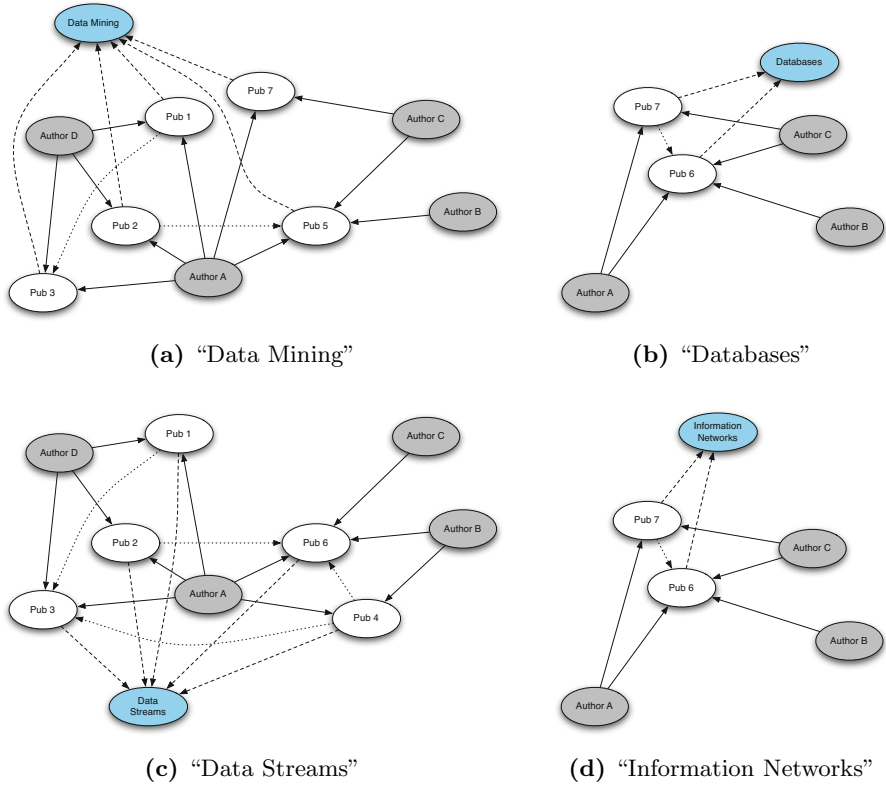 Data Mining
Pub 7
Pub 1
Author D
Author C
Pub 2
Pub 5
Author B
Author A
Pub 3
(a) “Data Mining”
Databases
Pub 7
Author C
Pub 6
Author B
Author A
(b) “Databases”
Pub 1
Author D
Author C
Pub 2
Pub 6
Author B
Author A
Pub 3
Pub 4
Data
Streams
(c) “Data Streams”
Information
Networks
Pub 7
Author C
Pub 6
Author B
Author A
(d) “Information Networks”